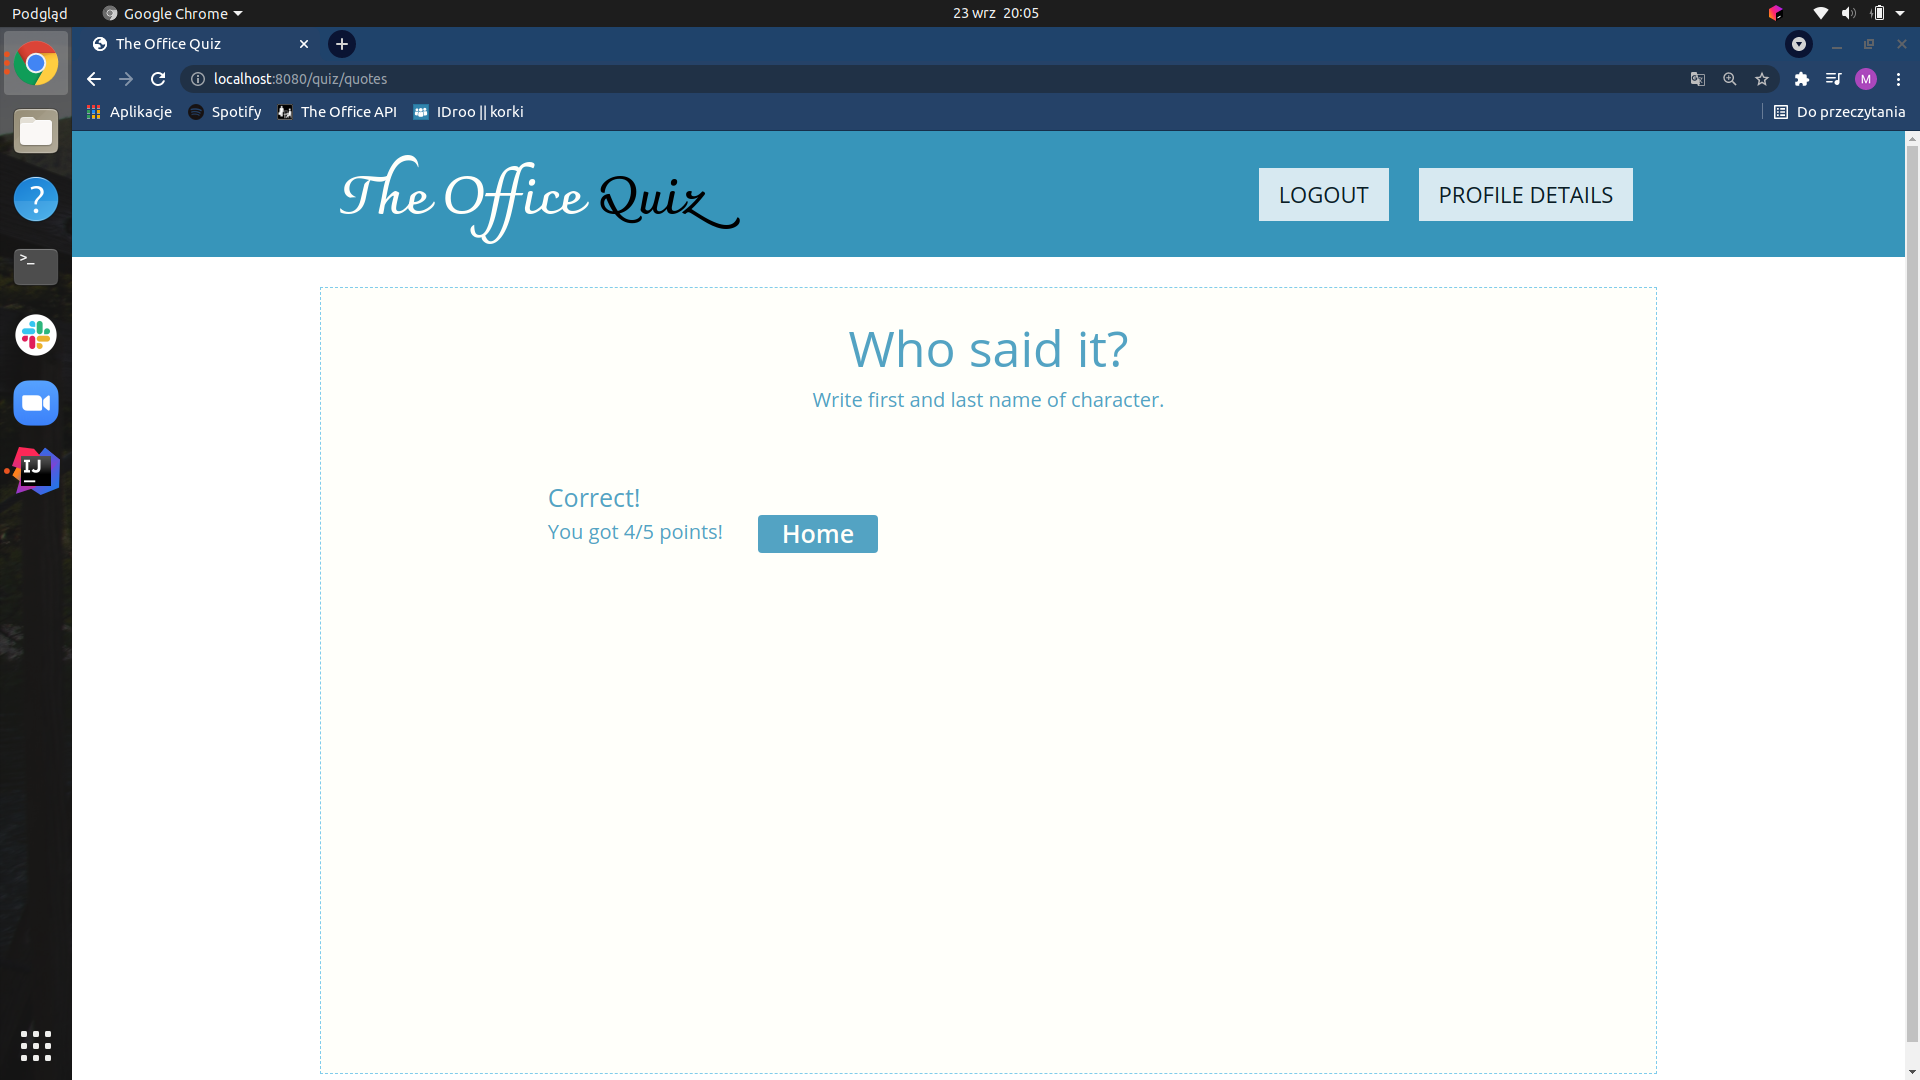 Podgląd Google Chrome 23 wrz 20:05
The Office Quiz
localhost:8080/quiz/quotes M
Aplikacje Spotify The Office API IDroo || korki Do przeczytania
The Office Quiz LOGOUT PROFILE DETAILS
Who said it?
Write first and last name of character.
Correct!
You got 4/5 points! Home
?
>_
IJ